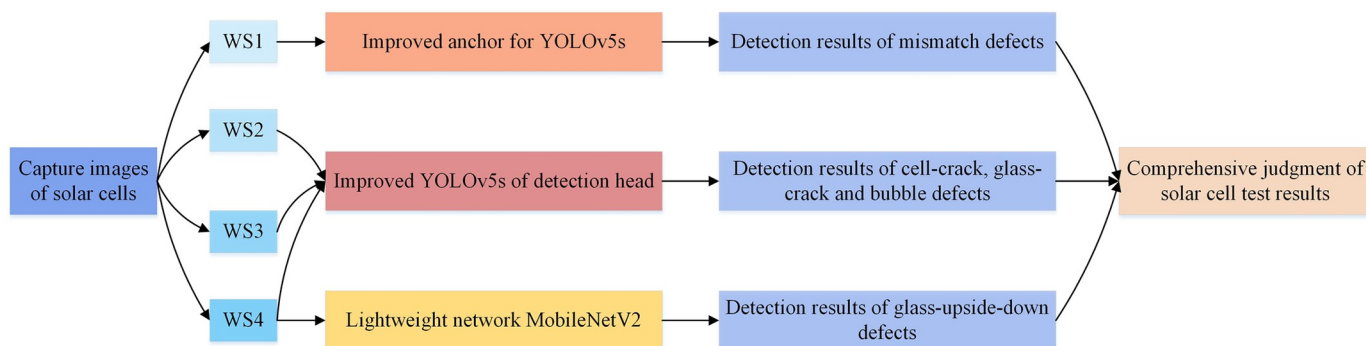 Capture images
of solar cells
WS1
WS2
WS3
WS4
Improved anchor for YOLOv5s
Improved YOLOv5s of detection head
Lightweight network MobileNetV2
Detection results of mismatch defects
Detection results of cell-crack, glass-
crack and bubble defects
Detection results of glass-upside-down
defects
Comprehensive judgment of
solar cell test results